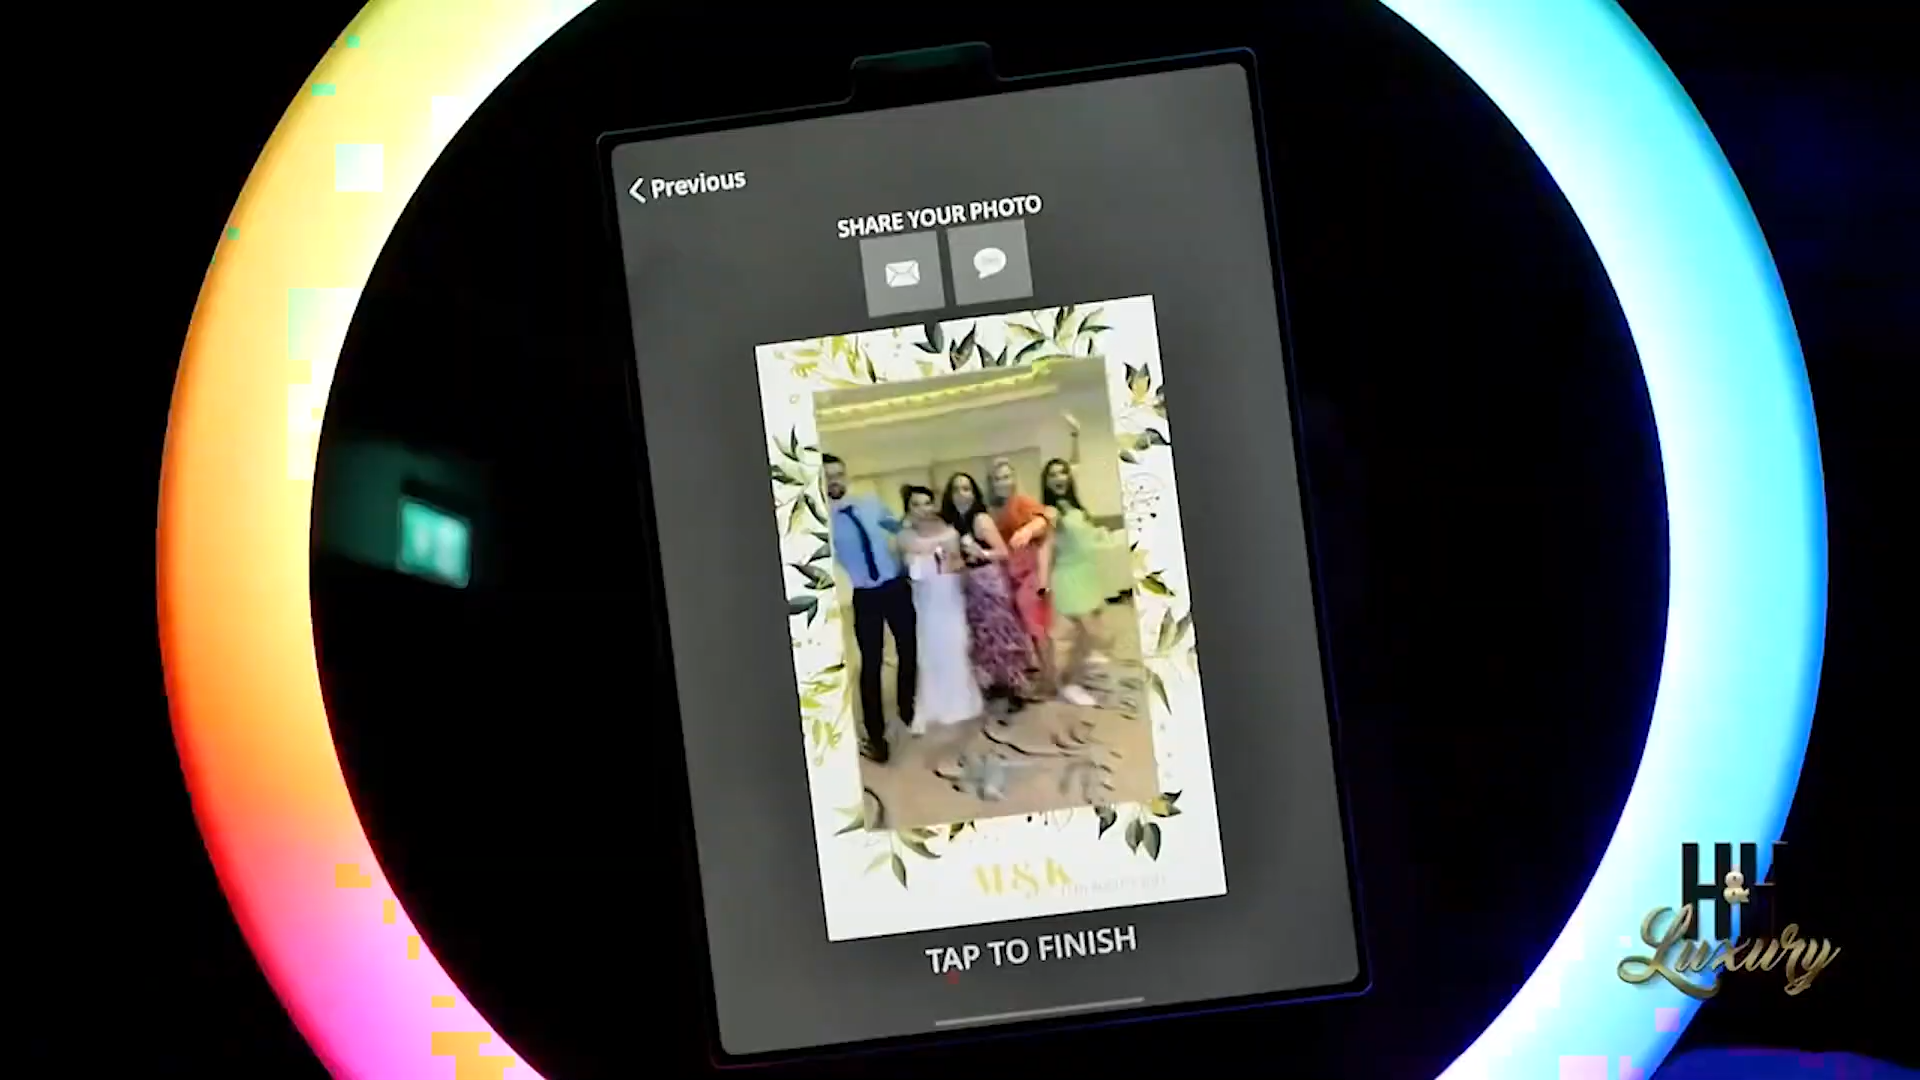 Previous
SHARE YOUR PHOTO
M & K
TAP TO FINISH
H&H
Luxury